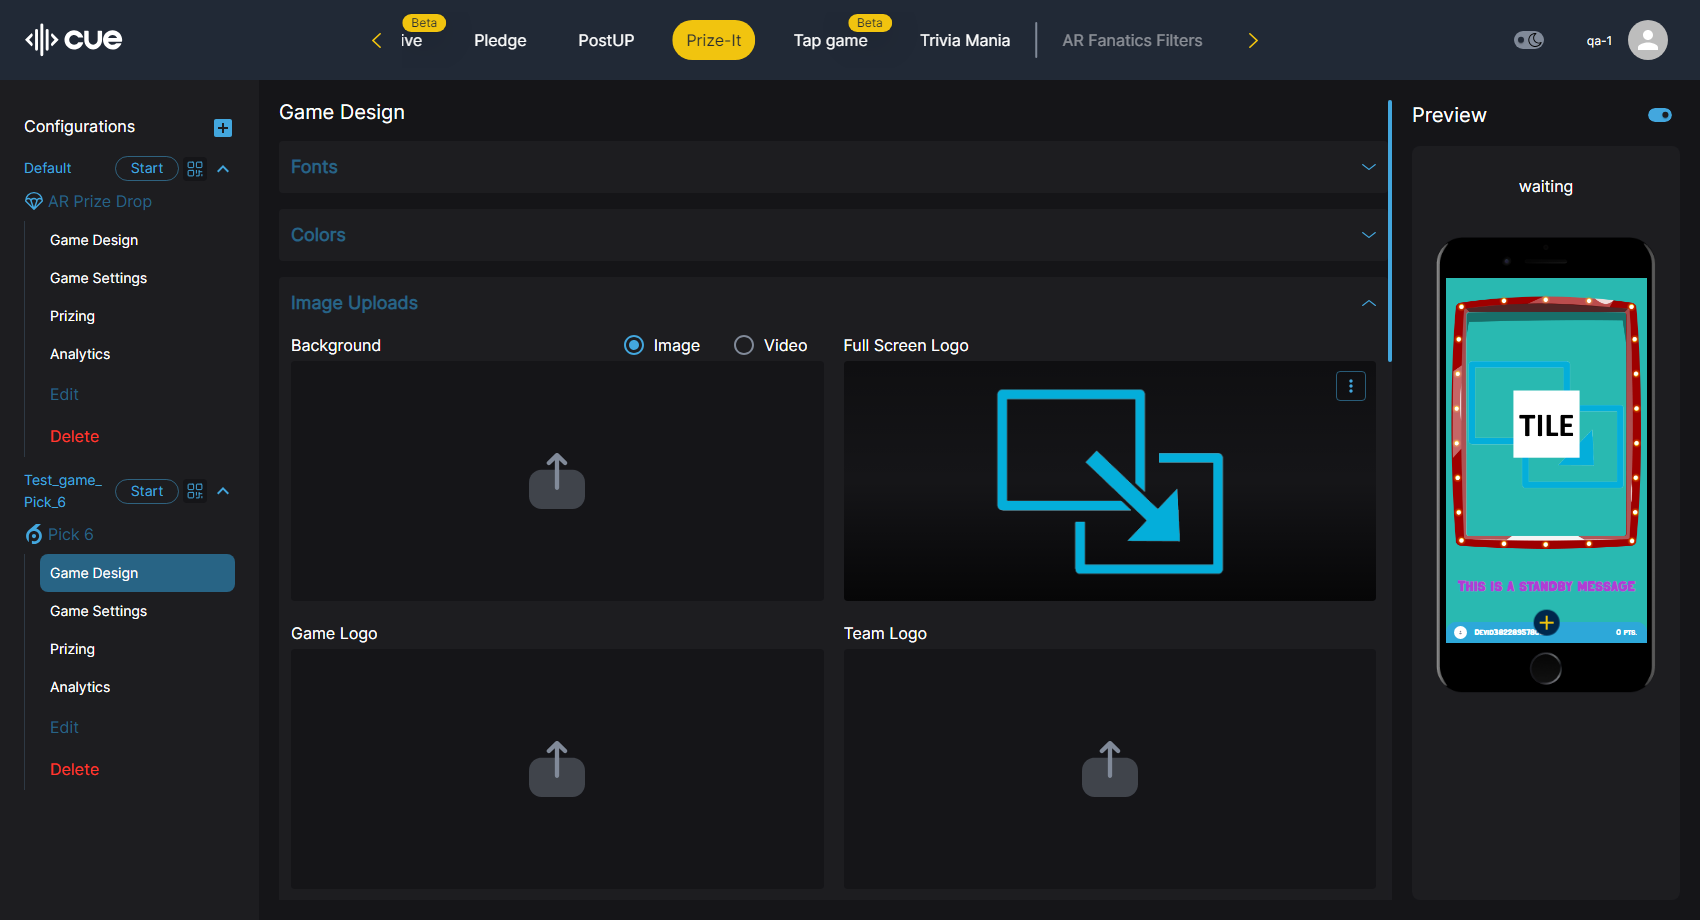 cue
Beta
ive
Pledge
PostUP
Prize-It
Beta
Tap game
Trivia Mania
AR Fanatics Filters
qa-1
Configurations
Default
Start
AR Prize Drop
Game Design
Game Settings
Prizing
Analytics
Edit
Delete
Test_game_
Pick_6
Start
Pick 6
Game Design
Game Settings
Prizing
Analytics
Edit
Delete
Game Design
Fonts
Colors
Image Uploads
Background
Image
Video
Full Screen Logo
Game Logo
Team Logo
Preview
waiting
TILE
THIS IS A STANDBY MESSAGE
0 PTS.